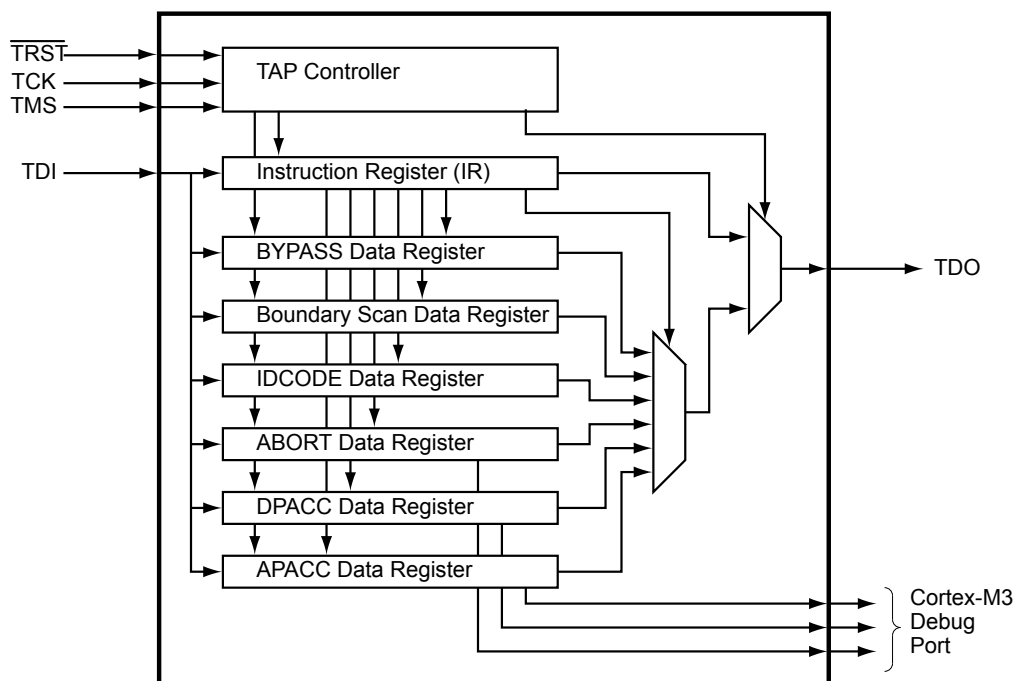 TRST
TCK
TMS
TDI
TAP Controller
Instruction Register (IR)
BYPASS Data Register
Boundary Scan Data Register
IDCODE Data Register
ABORT Data Register
DPACC Data Register
APACC Data Register
TDO
Cortex-M3
Debug
Port